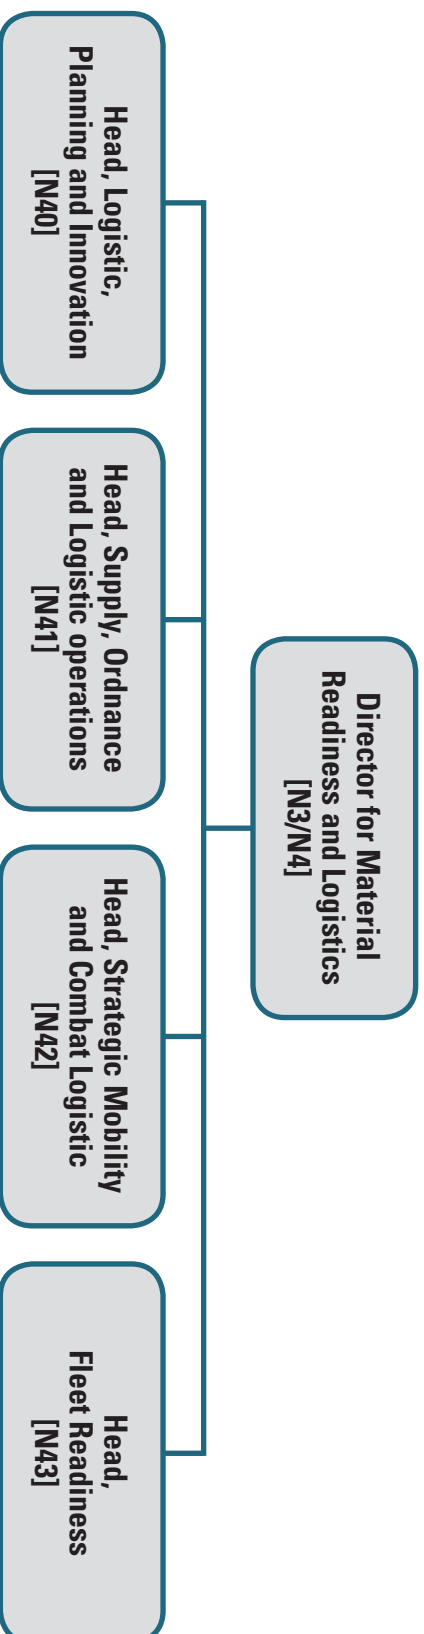 Director for Material
Readiness and Logistics
[N3/N4]
Head, Logistic,
Planning and Innovation
[N40]
Head, Supply, Ordnance
and Logistic operations
[N41]
Head, Strategic Mobility
and Combat Logistic
[N42]
Head,
Fleet Readiness
[N43]